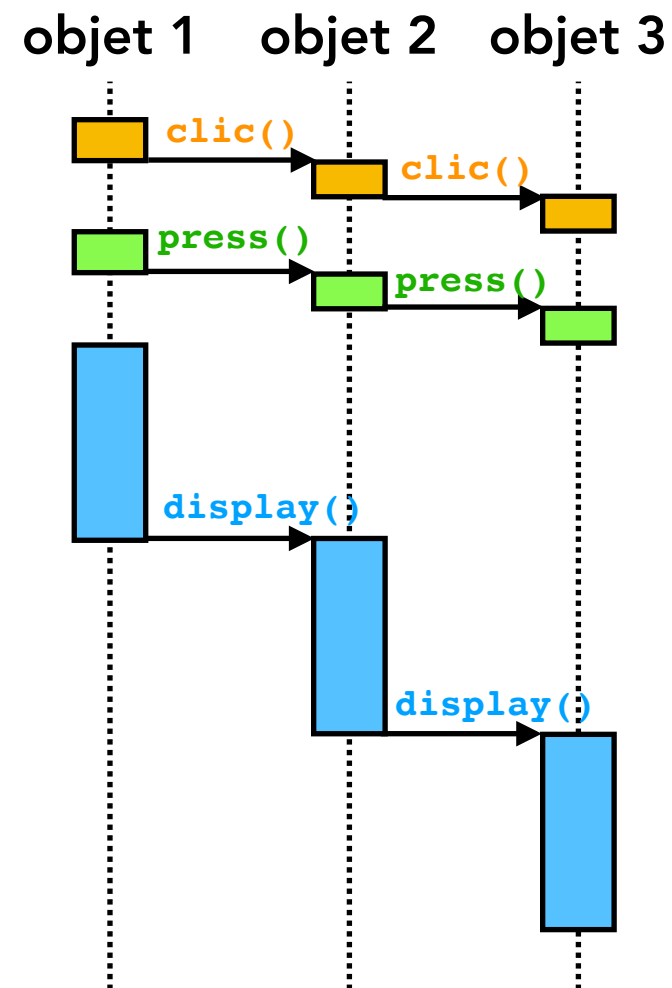 objet 1 objet 2 objet 3
clic()
clic()
press()
press()
display()
display()